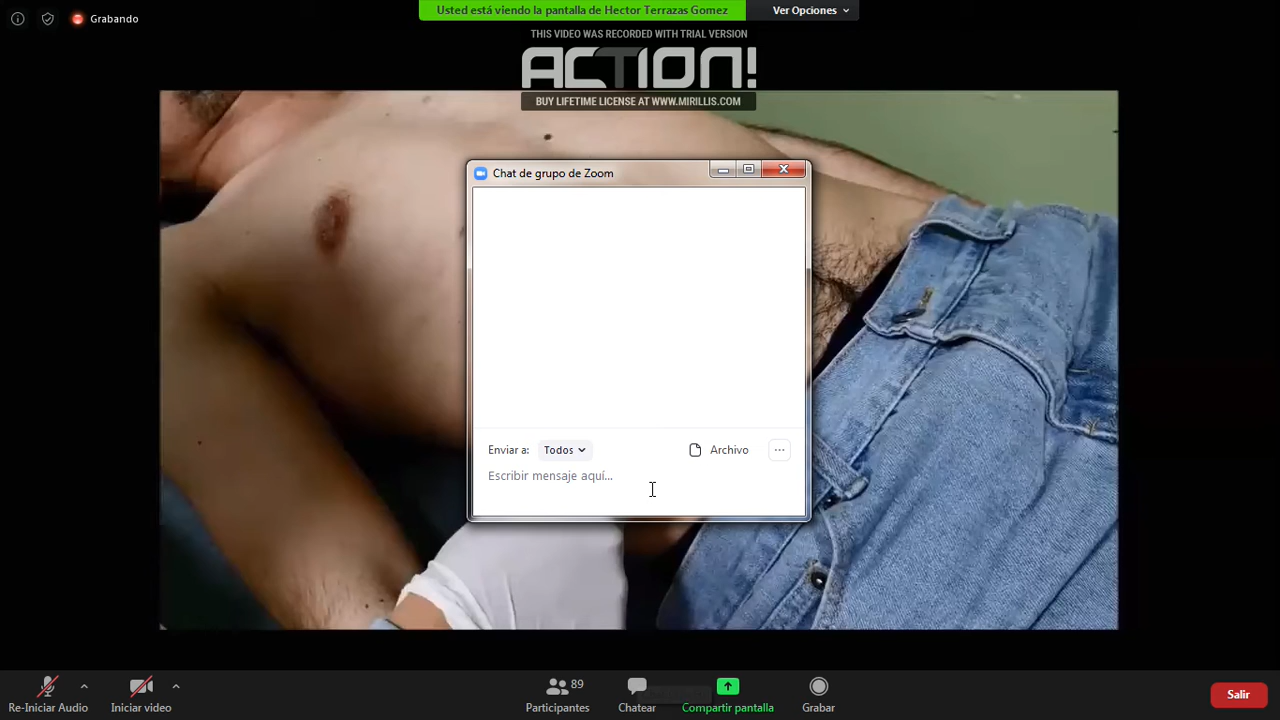 Grabando
Usted está viendo la pantalla de Hector Terrazas Gomez
Ver Opciones
THIS VIDEO WAS RECORDED WITH TRIAL VERSION
ACTION!
BUY LIFETIME LICENSE AT WWW.MIRILLIS.COM
Chat de grupo de Zoom
Enviar a: Todos
Archivo
Escribir mensaje aquí...
Re-Iniciar Audio
Iniciar video
89
Participantes
Chatear
Compartir pantalla
Grabar
Salir